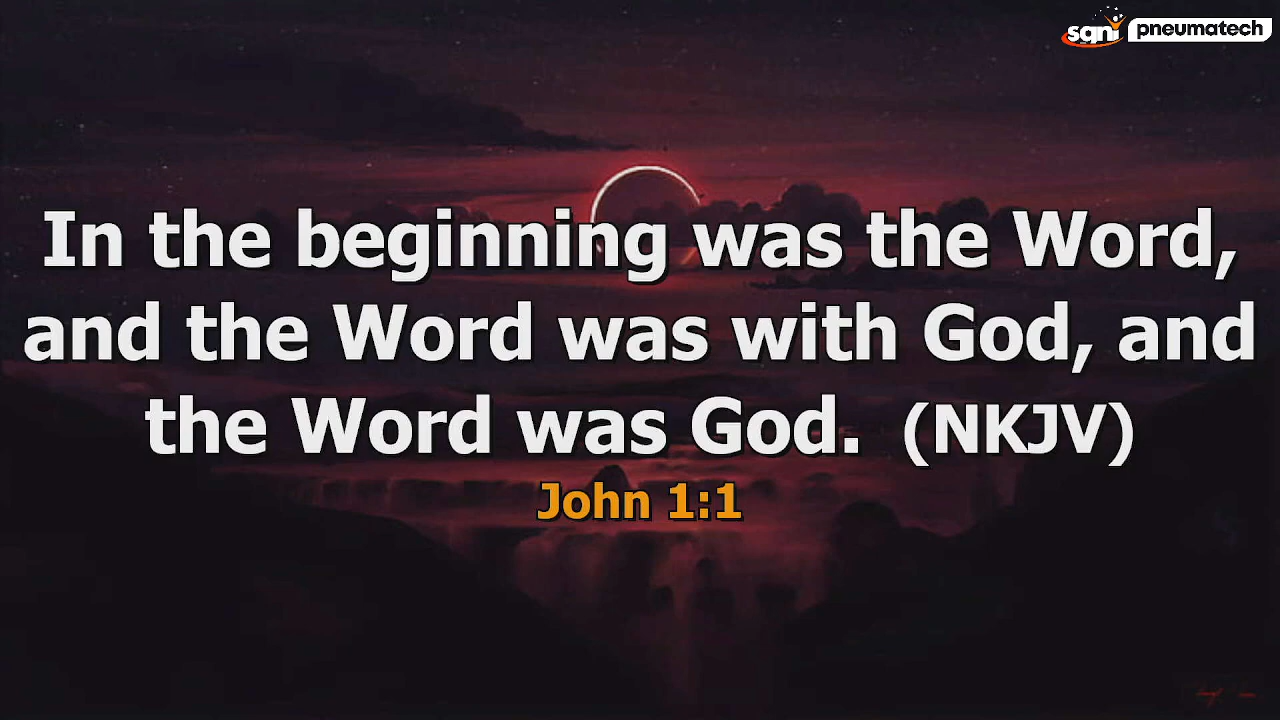 sqni pneumatech
In the beginning was the Word,
and the Word was with God, and
the Word was God. (NKJV)
John 1:1